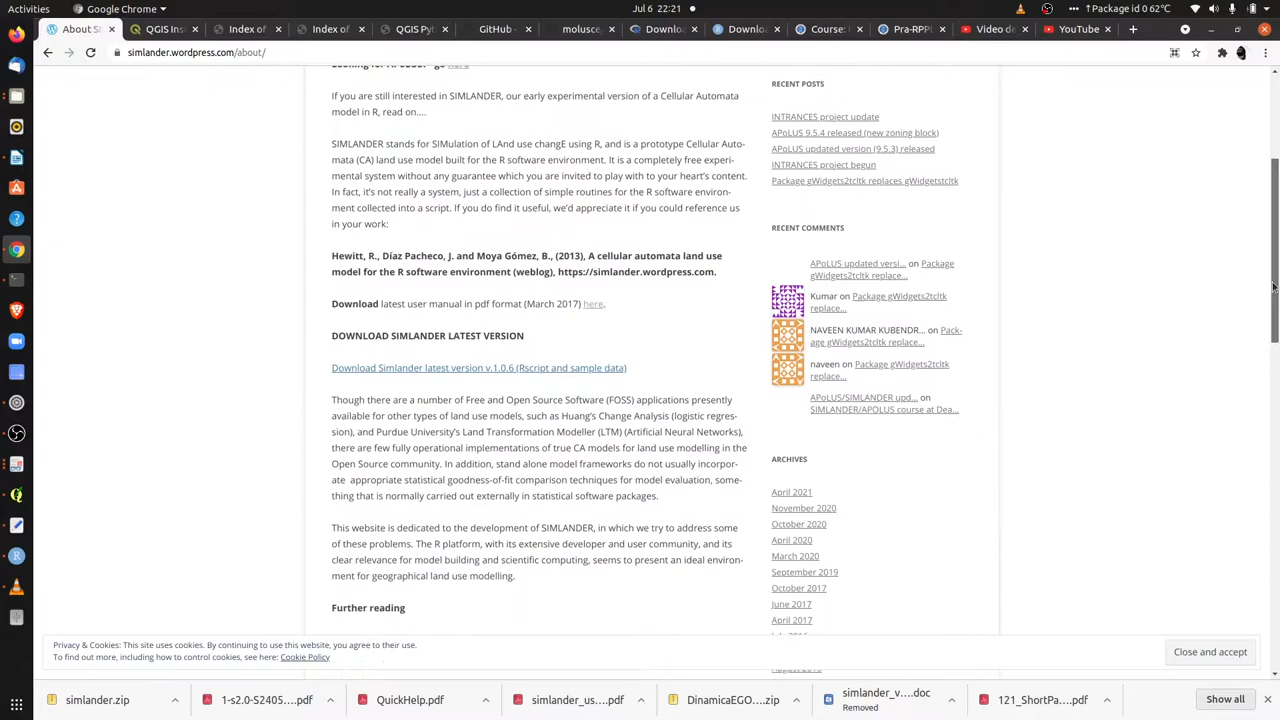 Activities
Google Chrome
Jul 6 22:21
Padrão d 62°C
About Si
QGIS Ins
Index of
Index of
QGIS Py
GitHub -
molusce,
Downloa
Downloa
Course:
Pra-RPPI
Video de
YouTube
simlander.wordpress.com/about/
If you are still interested in SIMLANDER, our early experimental version of a Cellular Automata
model in R, read on....
SIMLANDER stands for SIMulation of LAnd use changE using R, and is a prototype Cellular Auto-
mata (CA) land use model built for the R software environment. It is a completely free experi-
mental system without any guarantee which you are invited to play with to your heart's content.
In fact, it's not really a system, just a collection of simple routines for the R software environ-
ment collected into a script. If you do find it useful, we'd appreciate it if you could reference us
in your work:
Hewitt, R., Díaz Pacheco, J. and Moya Gómez, B., (2013), A cellular automata land use
model for the R software environment (weblog), https://simlander.wordpress.com.
Download latest user manual in pdf format (March 2017) here.
DOWNLOAD SIMLANDER LATEST VERSION
Download Simlander latest version v.1.0.6 (Rscript and sample data)
Though there are a number of Free and Open Source Software (FOSS) applications presently
available for other types of land use models, such as Huang's Change Analysis (logistic regres-
sion), and Purdue University's Land Transformation Modeller (LTM) (Artificial Neural Networks),
there are few fully operational implementations of true CA models for land use modelling in the
Open Source community. In addition, stand alone model frameworks do not usually incorpor-
ate appropriate statistical goodness-of-fit comparison techniques for model evaluation, some-
thing that is normally carried out externally in statistical software packages.
This website is dedicated to the development of SIMLANDER, in which we try to address some
of these problems. The R platform, with its extensive developer and user community, and its
clear relevance for model building and scientific computing, seems to present an ideal environ-
ment for geographical land use modelling.
Further reading
RECENT POSTS
INTRANCES project update
APoLUS 9.5.4 released (new zoning block)
APoLUS updated version (9.5.3) released
INTRANCES project begun
Package gWidgets2tcltk replaces gWidgetstcltk
RECENT COMMENTS
APoLUS updated versi... on Package
gWidgets2tcltk replace...
Kumar on Package gWidgets2tcltk
replace...
NAVEEN KUMAR KUBENDR... on Pack-
age gWidgets2tcltk replace...
naveen on Package gWidgets2tcltk
replace...
APoLUS/SIMLANDER upd... on
SIMLANDER/APOLUS course at Dea...
ARCHIVES
April 2021
November 2020
October 2020
April 2020
March 2020
September 2019
October 2017
June 2017
April 2017
Privacy & Cookies: This site uses cookies. By continuing to use this website, you agree to their use.
To find out more, including how to control cookies, see here: Cookie Policy
Close and accept
simlander.zip
1-s2.0-S2405....pdf
QuickHelp.pdf
simlander_us....pdf
DinamicaEGO....zip
simlander_v....doc
Removed
121_ShortPa....pdf
Show all